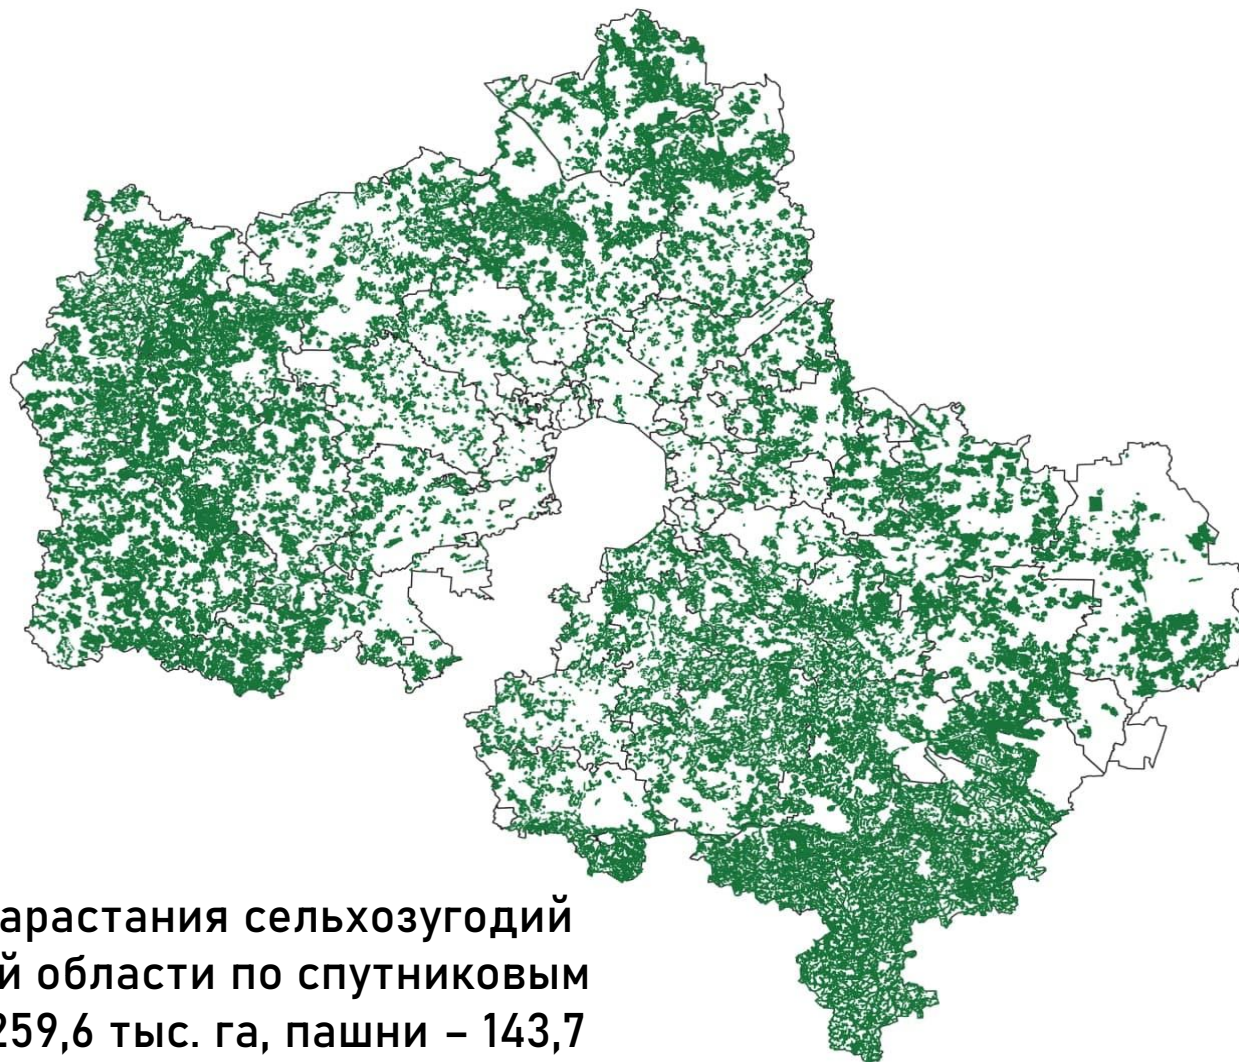 арастания сельхозугодий
й области по спутниковым
259,6 тыс. га, пашни – 143,7